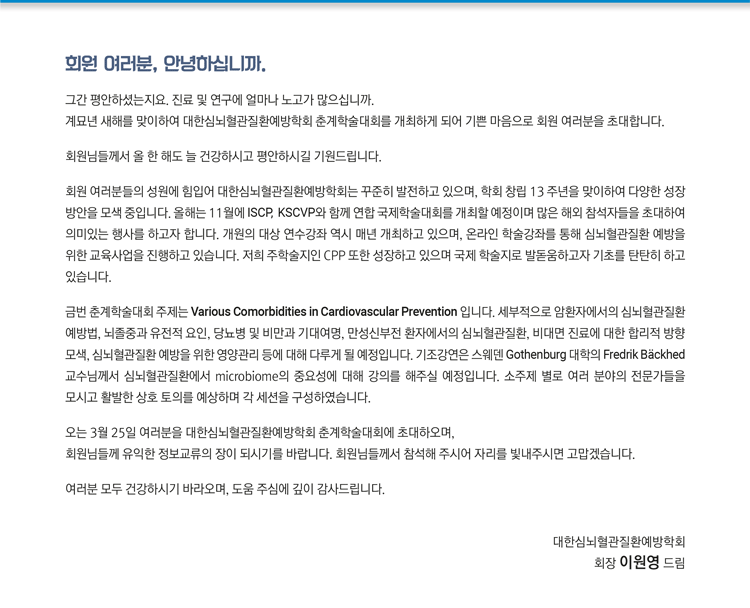 회원 여러분, 안녕하십니까.
그간 평안하셨는지요. 진료 및 연구에 얼마나 노고가 많으십니까.
계묘년 새해를 맞이하여 대한심뇌혈관질환예방학회 춘계학술대회를 개최하게 되어 기쁜 마음으로 회원 여러분을 초대합니다.
회원님들께서 올 한 해도 늘 건강하시고 평안하시길 기원드립니다.
회원 여러분들의 성원에 힘입어 대한심뇌혈관질환예방학회는 꾸준히 발전하고 있으며, 학회 창립 13주년을 맞이하여 다양한 성장
방안을 모색 중입니다. 올해는 11월에 ISCP, KSCVP와 함께 연합 국제학술대회를 개최할 예정이며 많은 해외 참석자들을 초대하여
의미있는 행사를 하고자 합니다. 개원의 대상 연수강좌 역시 매년 개최하고 있으며, 온라인 학술강좌를 통해 심뇌혈관질환 예방을
위한 교육사업을 진행하고 있습니다. 저희 주학술지인 CPP 또한 성장하고 있으며 국제 학술지로 발돋움하고자 기초를 탄탄히 하고
있습니다.
금번 춘계학술대회 주제는 Various Comorbidities in Cardiovascular Prevention 입니다. 세부적으로 암환자에서의 심뇌혈관질환
예방법, 뇌졸중과 유전적 요인, 당뇨병 및 비만과 기대여명, 만성신부전 환자에서의 심뇌혈관질환, 비대면 진료에 대한 합리적 방향
모색, 심뇌혈관질환 예방을 위한 영양관리 등에 대해 다루게 될 예정입니다. 기조강연은 스웨덴 Gothenburg 대학의 Fredrik Bäckhed
교수님께서 심뇌혈관질환에서 microbiome의 중요성에 대해 강의를 해주실 예정입니다. 소주제 별로 여러 분야의 전문가들을
모시고 활발한 상호 토의를 예상하며 각 세션을 구성하였습니다.
오는 3월 25일 여러분을 대한심뇌혈관질환예방학회 춘계학술대회에 초대하오며,
회원님들께 유익한 정보교류의 장이 되시기를 바랍니다. 회원님들께서 참석해 주시어 자리를 빛내주시면 고맙겠습니다.
여러분 모두 건강하시기 바라오며, 도움 주심에 깊이 감사드립니다.
대한심뇌혈관질환예방학회
회장 이원영 드림